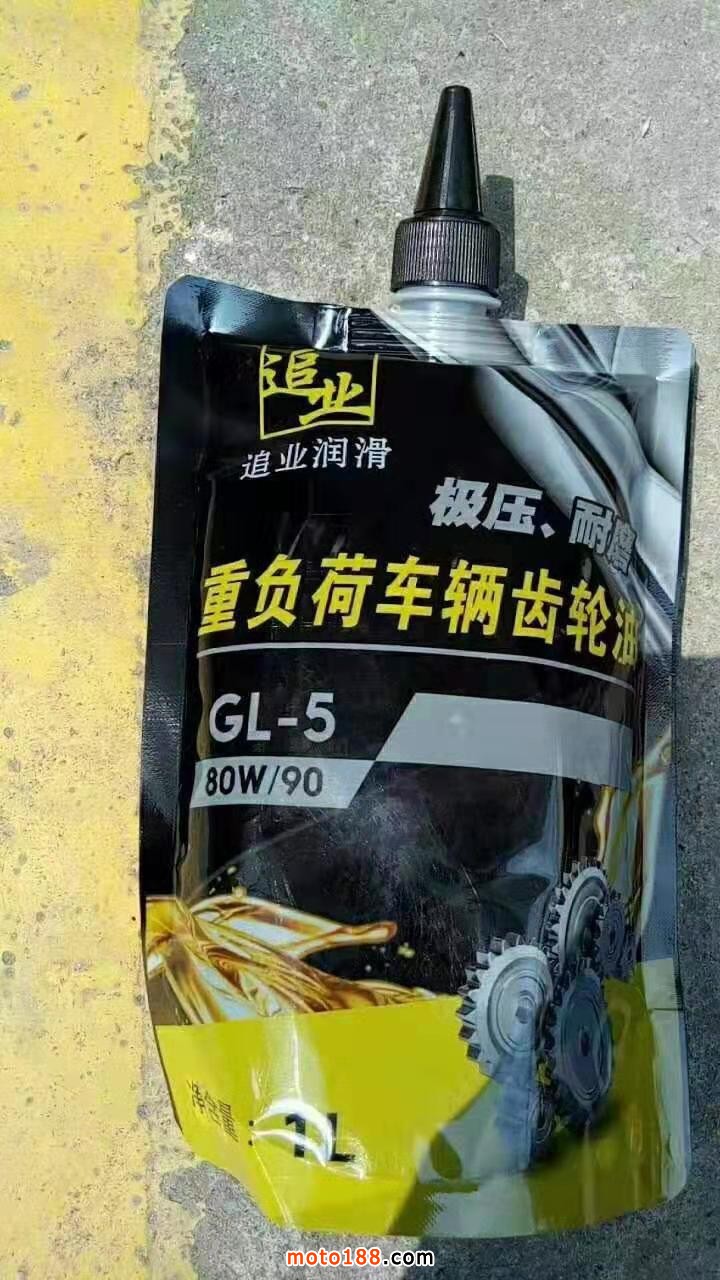 追业
追业润滑
极压、耐磨
重负荷车辆齿轮油
GL-5
80W/90
净含量：1L
moto188.com